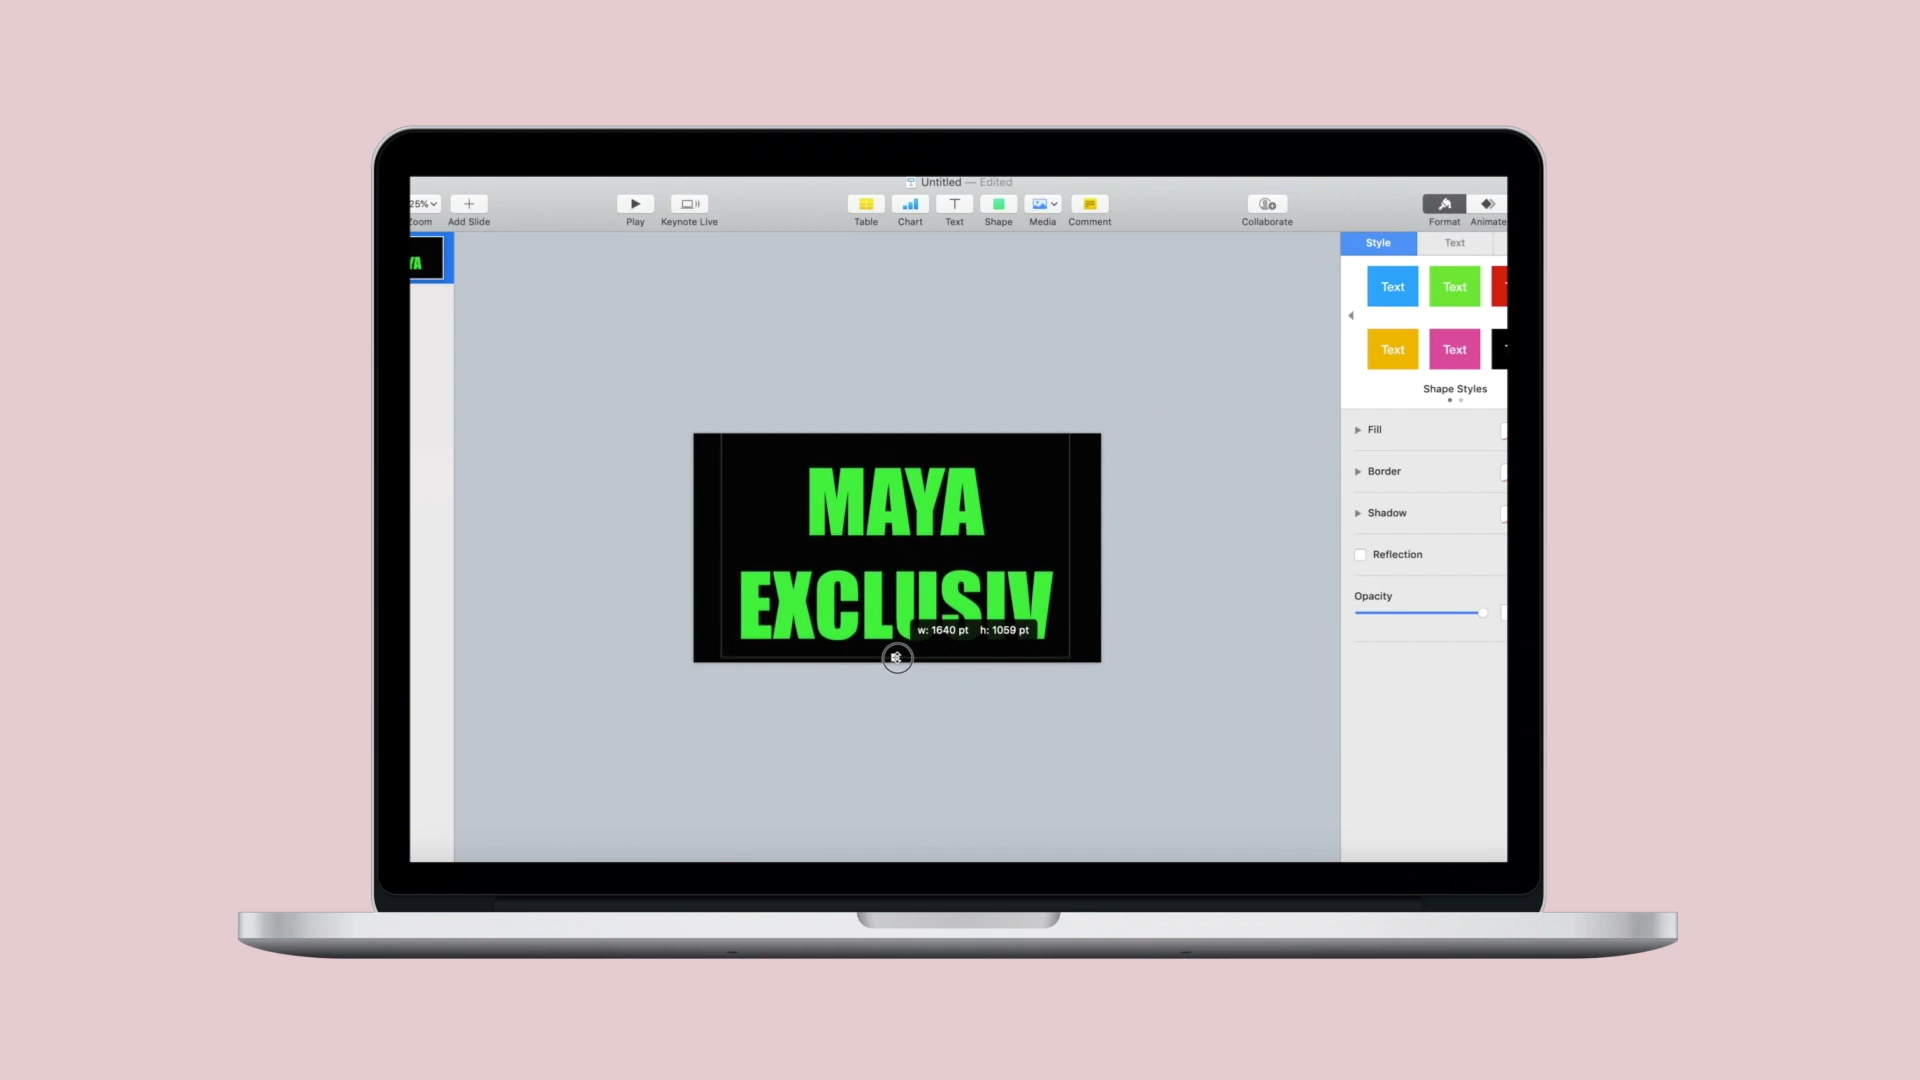 Untitled — Edited
25%
Zoom
Add Slide
Play
Keynote Live
Table
Chart
Text
Shape
Media
Comment
Collaborate
Format
Animate
YA
Style
Text
Text
Text
Text
Text
Shape Styles
Fill
Border
Shadow
Reflection
Opacity
MAYA
EXCLUSIV
w: 1640 pt h: 1059 pt